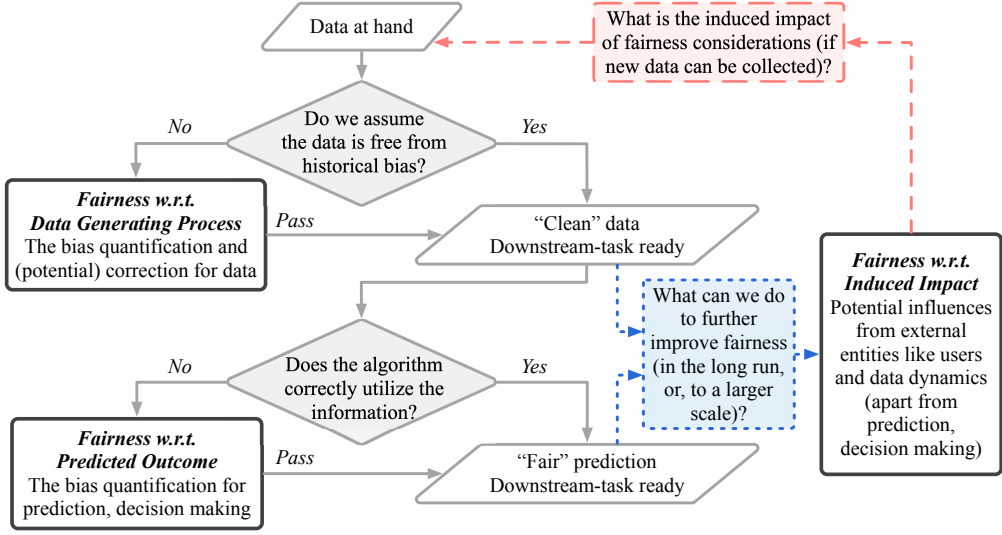 Data at hand
What is the induced impact
of fairness considerations (if
new data can be collected)?
Do we assume
the data is free from
historical bias?
No
Yes
Fairness w.r.t.
Data Generating Process
The bias quantification and
(potential) correction for data
Pass
“Clean” data
Downstream-task ready
Fairness w.r.t.
Induced Impact
Potential influences
from external
entities like users
and data dynamics
(apart from
prediction,
decision making)
What can we do
to further
improve fairness
(in the long run,
or, to a larger
scale)?
Does the algorithm
correctly utilize the
information?
No
Yes
Fairness w.r.t.
Predicted Outcome
The bias quantification for
prediction, decision making
Pass
“Fair” prediction
Downstream-task ready